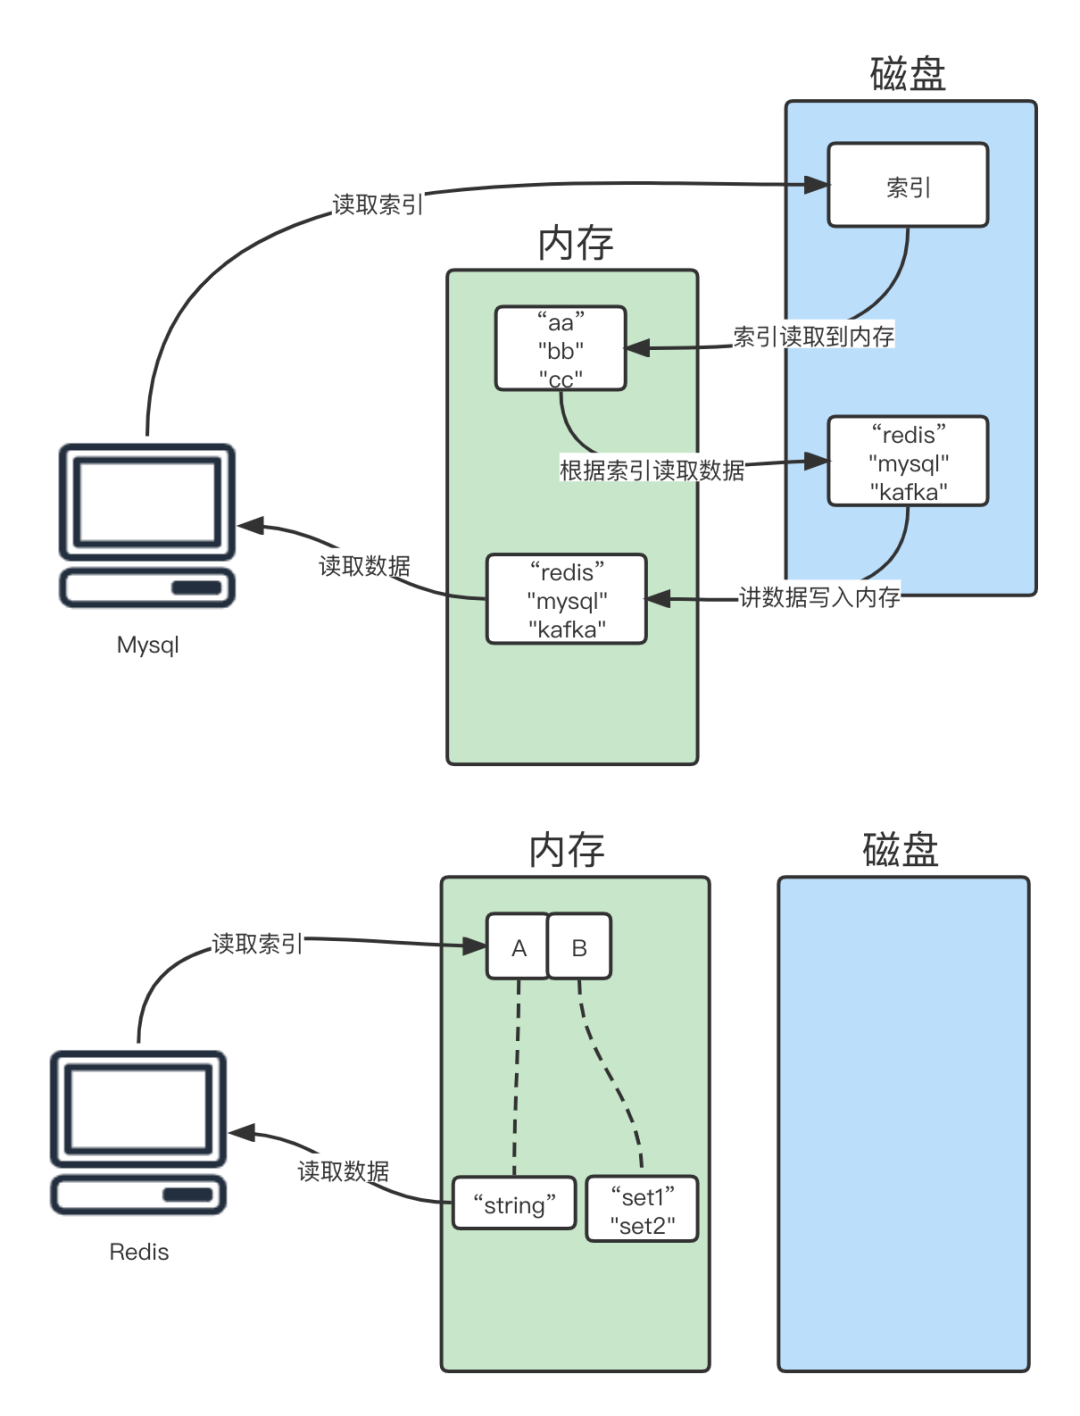 磁盘
索引
读取索引
内存
“aa”
"bb"
"cc"
索引读取到内存
“redis”
"mysql"
"kafka"
根据索引读取数据
读取数据
“redis”
"mysql"
"kafka"
讲数据写入内存
Mysql
内存
磁盘
读取索引
A
B
读取数据
“string”
“set1”
"set2"
Redis